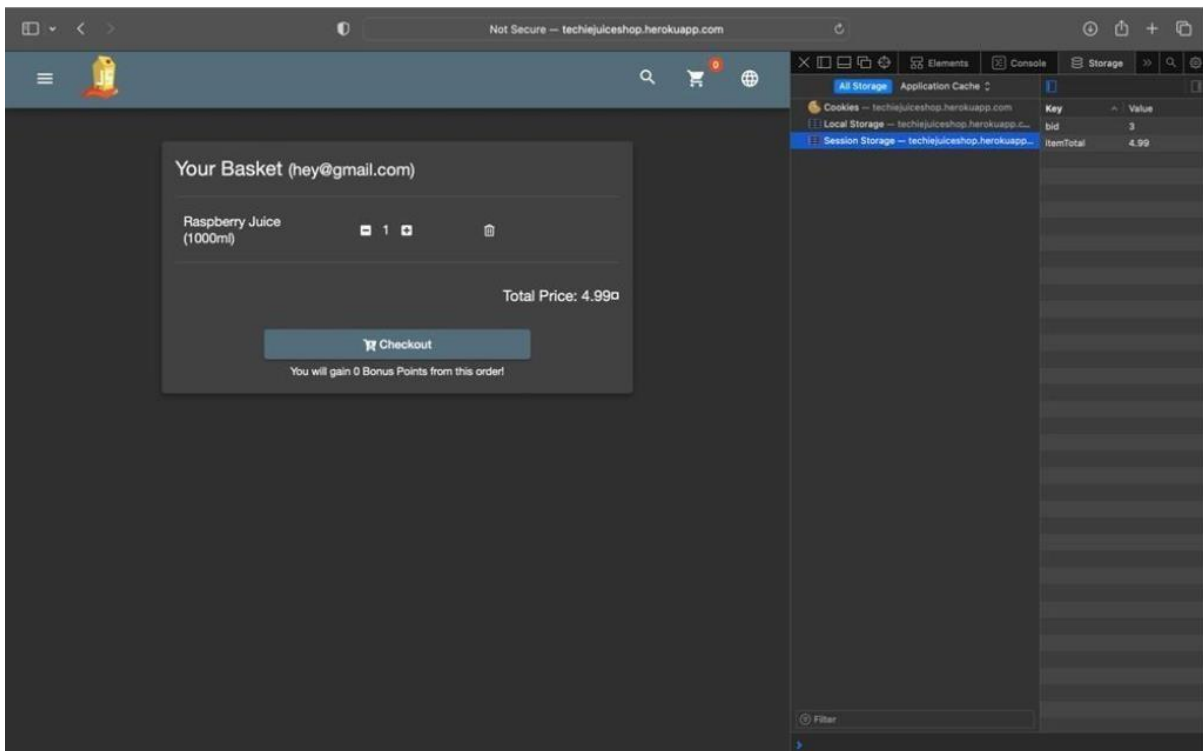 Not Secure — techiejuiceshop.herokuapp.com
Elements
Console
Storage
0
All Storage
Application Cache
Cookies — techiejuiceshop.herokuapp.com
Local Storage — techiejuiceshop.herokuapp.c...
Session Storage — techiejuiceshop.herokuapp...
Key
Value
bid
3
itemTotal
4.99
Your Basket (hey@gmail.com)
Raspberry Juice
(1000ml)
1
Total Price: 4.99¤
Checkout
You will gain 0 Bonus Points from this order!
Filter